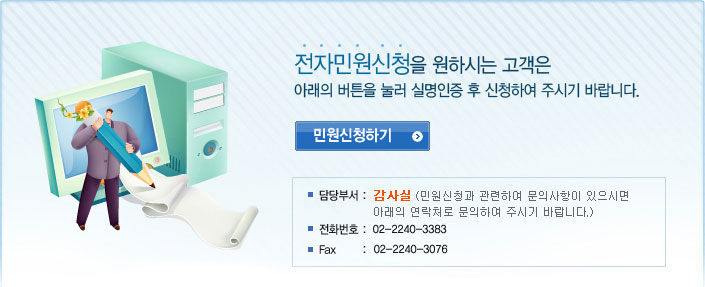 전자민원신청을 원하시는 고객은
아래의 버튼을 눌러 실명인증 후 신청하여 주시기 바랍니다.
민원신청하기
담당부서 : 감사실 (민원신청과 관련하여 문의사항이 있으시면
아래의 연락처로 문의하여 주시기 바랍니다.)
전화번호 : 02-2240-3383
Fax : 02-2240-3076